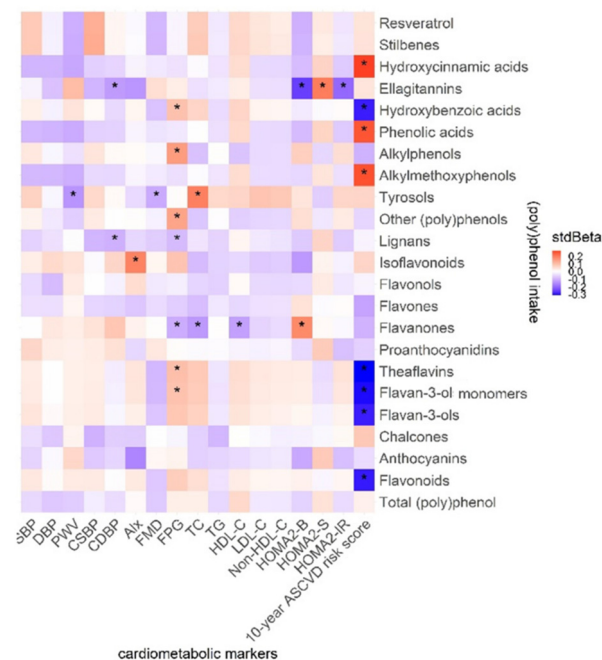 Resveratrol
Stilbenes
Hydroxycinnamic acids
*
Ellagitannins
* * * *
Hydroxybenzoic acids
* *
Phenolic acids
*
Alkylphenols
*
Alkylmethoxyphenols
*
Tyrosols
* * *
Other (poly)phenols
*
Lignans
* *
Isoflavonoids
*
Flavonols
Flavones
Flavanones
* * * *
Proanthocyanidins
Theaflavins
* *
Flavan-3-ol monomers
* *
Flavan-3-ols
*
Chalcones
Anthocyanins
Flavonoids
*
Total (poly)phenol
(poly)phenol intake
stdBeta
0.2
0.1
0.0
-0.1
-0.2
-0.3
SBP
DBP
PWV
CSBP
CDBP
AIx
FMD
FPG
TC
TG
HDL-C
LDL-C
Non-HDL-C
HOMA2-B
HOMA2-S
HOMA2-IR
10-year ASCVD risk score
cardiometabolic markers